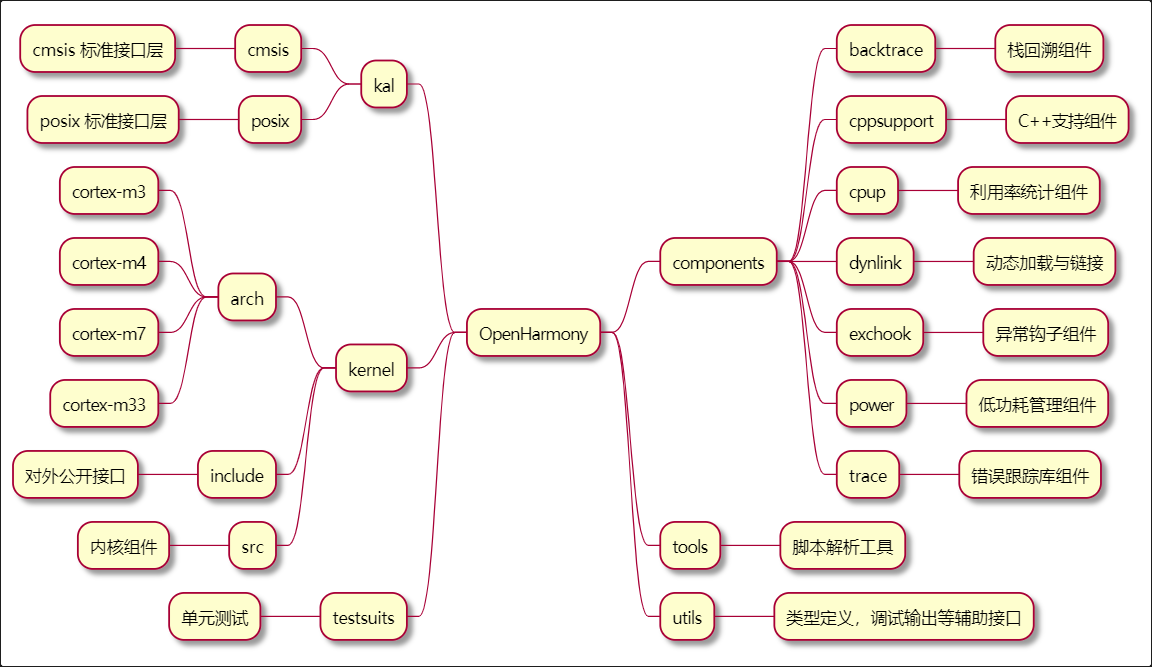 OpenHarmony
kal
cmsis
cmsis 标准接口层
posix
posix 标准接口层
kernel
arch
cortex-m3
cortex-m4
cortex-m7
cortex-m33
include
对外公开接口
src
内核组件
testsuits
单元测试
components
backtrace
栈回溯组件
cppsupport
C++支持组件
cpup
利用率统计组件
dynlink
动态加载与链接
exchook
异常钩子组件
power
低功耗管理组件
trace
错误跟踪库组件
tools
脚本解析工具
utils
类型定义，调试输出等辅助接口